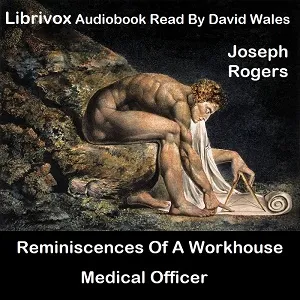 Librivox Audiobook Read By David Wales
Joseph
Rogers
Reminiscences Of A Workhouse
Medical Officer